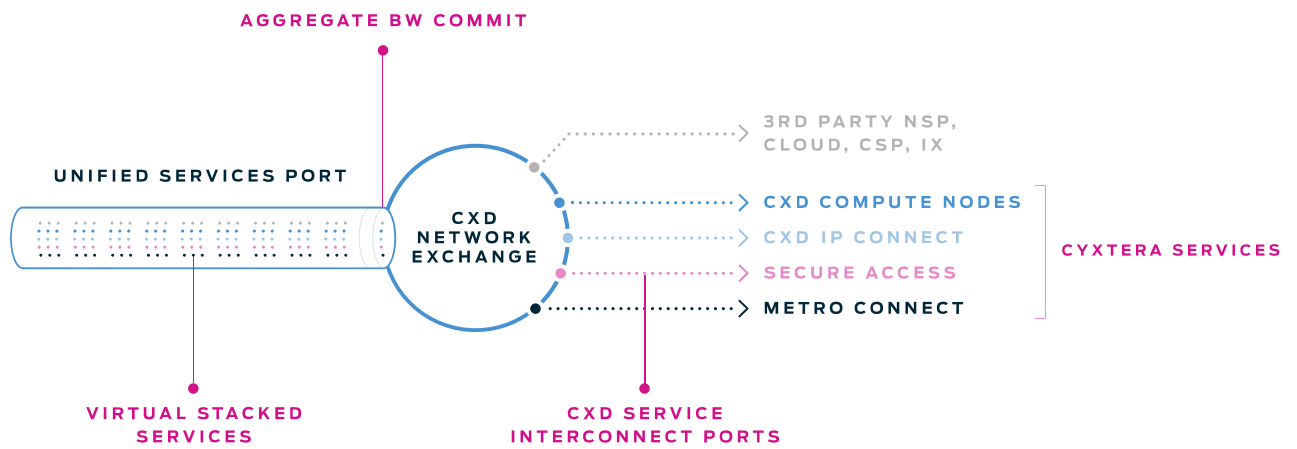 AGGREGATE BW COMMIT
UNIFIED SERVICES PORT
CXD
NETWORK
EXCHANGE
3RD PARTY NSP,
CLOUD, CSP, IX
CXD COMPUTE NODES
CXD IP CONNECT
SECURE ACCESS
METRO CONNECT
CYXTERA SERVICES
VIRTUAL STACKED
SERVICES
CXD SERVICE
INTERCONNECT PORTS